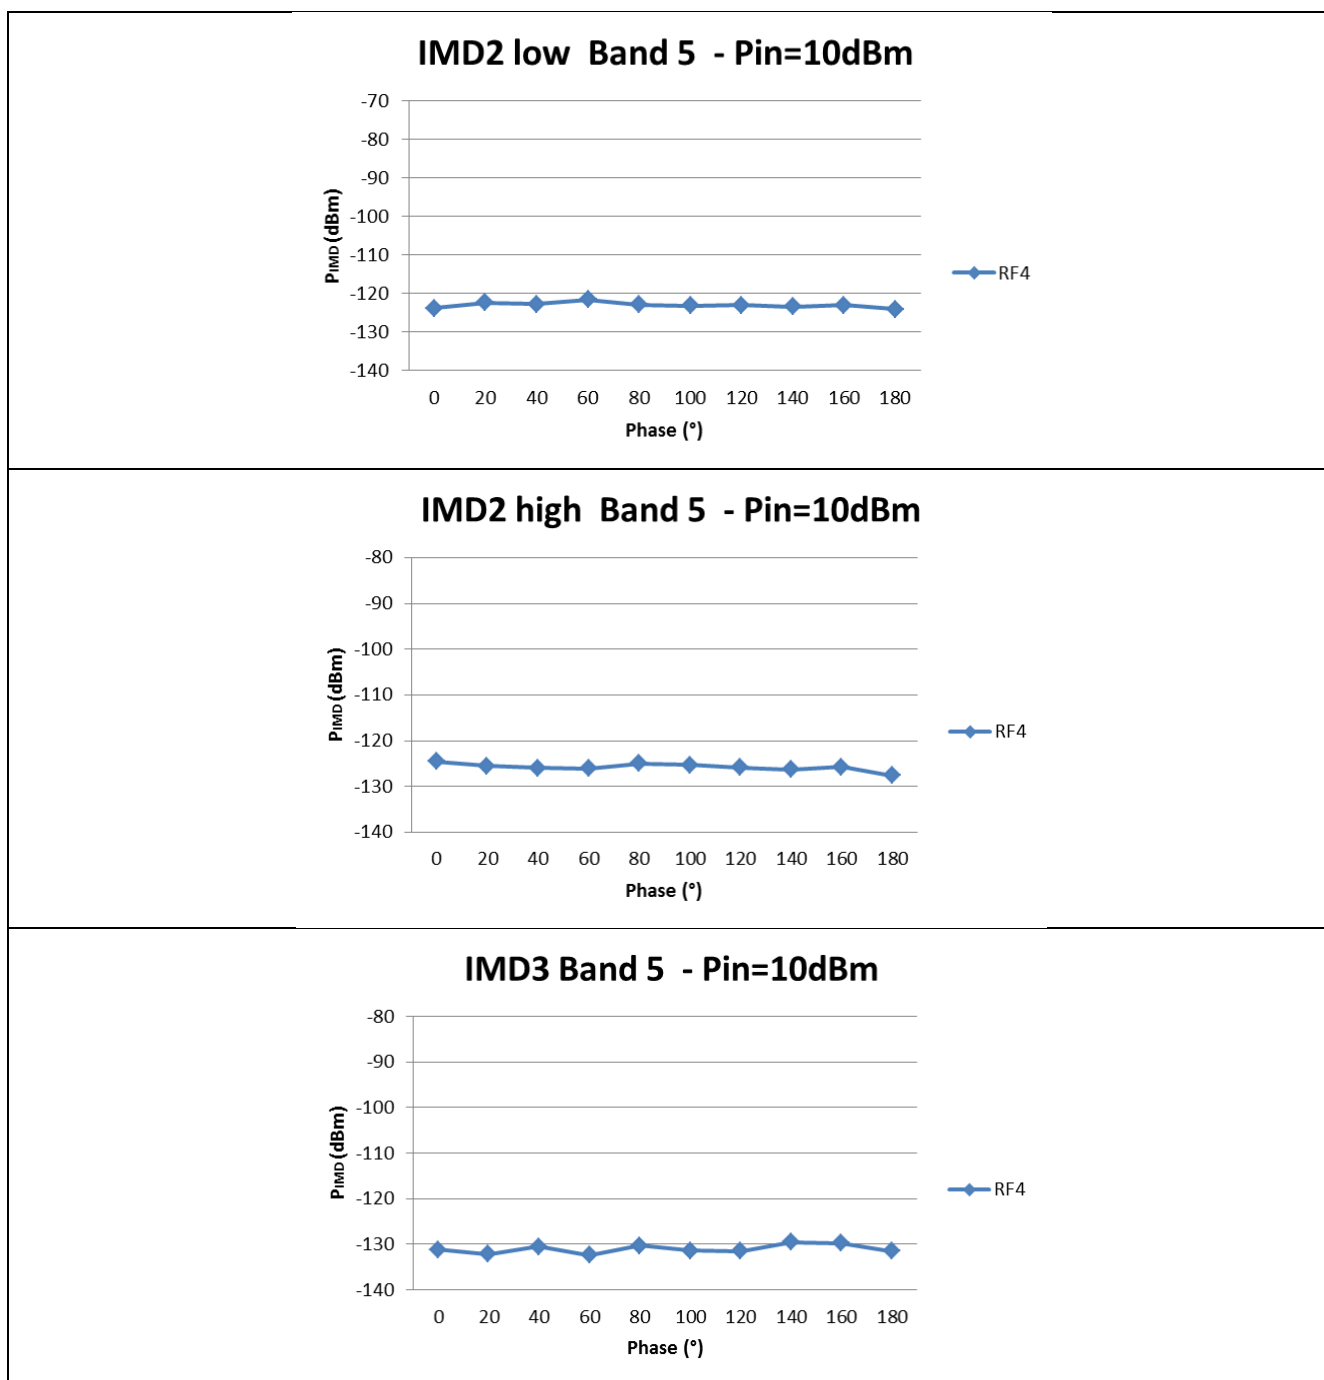 IMD2 low  Band 5  - Pin=10dBm
-70
-80
-90
-100
-110
-120
-130
-140
PIMD (dBm)
RF4
0 20 40 60 80 100 120 140 160 180
Phase (°)
IMD2 high  Band 5  - Pin=10dBm
-80
-90
-100
-110
-120
-130
-140
PIMD (dBm)
RF4
0 20 40 60 80 100 120 140 160 180
Phase (°)
IMD3 Band 5  - Pin=10dBm
-80
-90
-100
-110
-120
-130
-140
PIMD (dBm)
RF4
0 20 40 60 80 100 120 140 160 180
Phase (°)